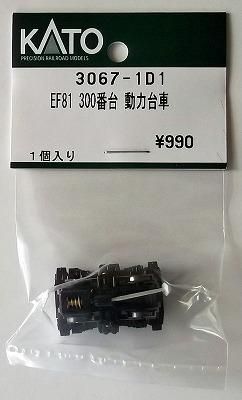 KATO
PRECISION RAILROAD MODELS
3067-1D1
EF81 300番台 動力台車
¥990
1個入り